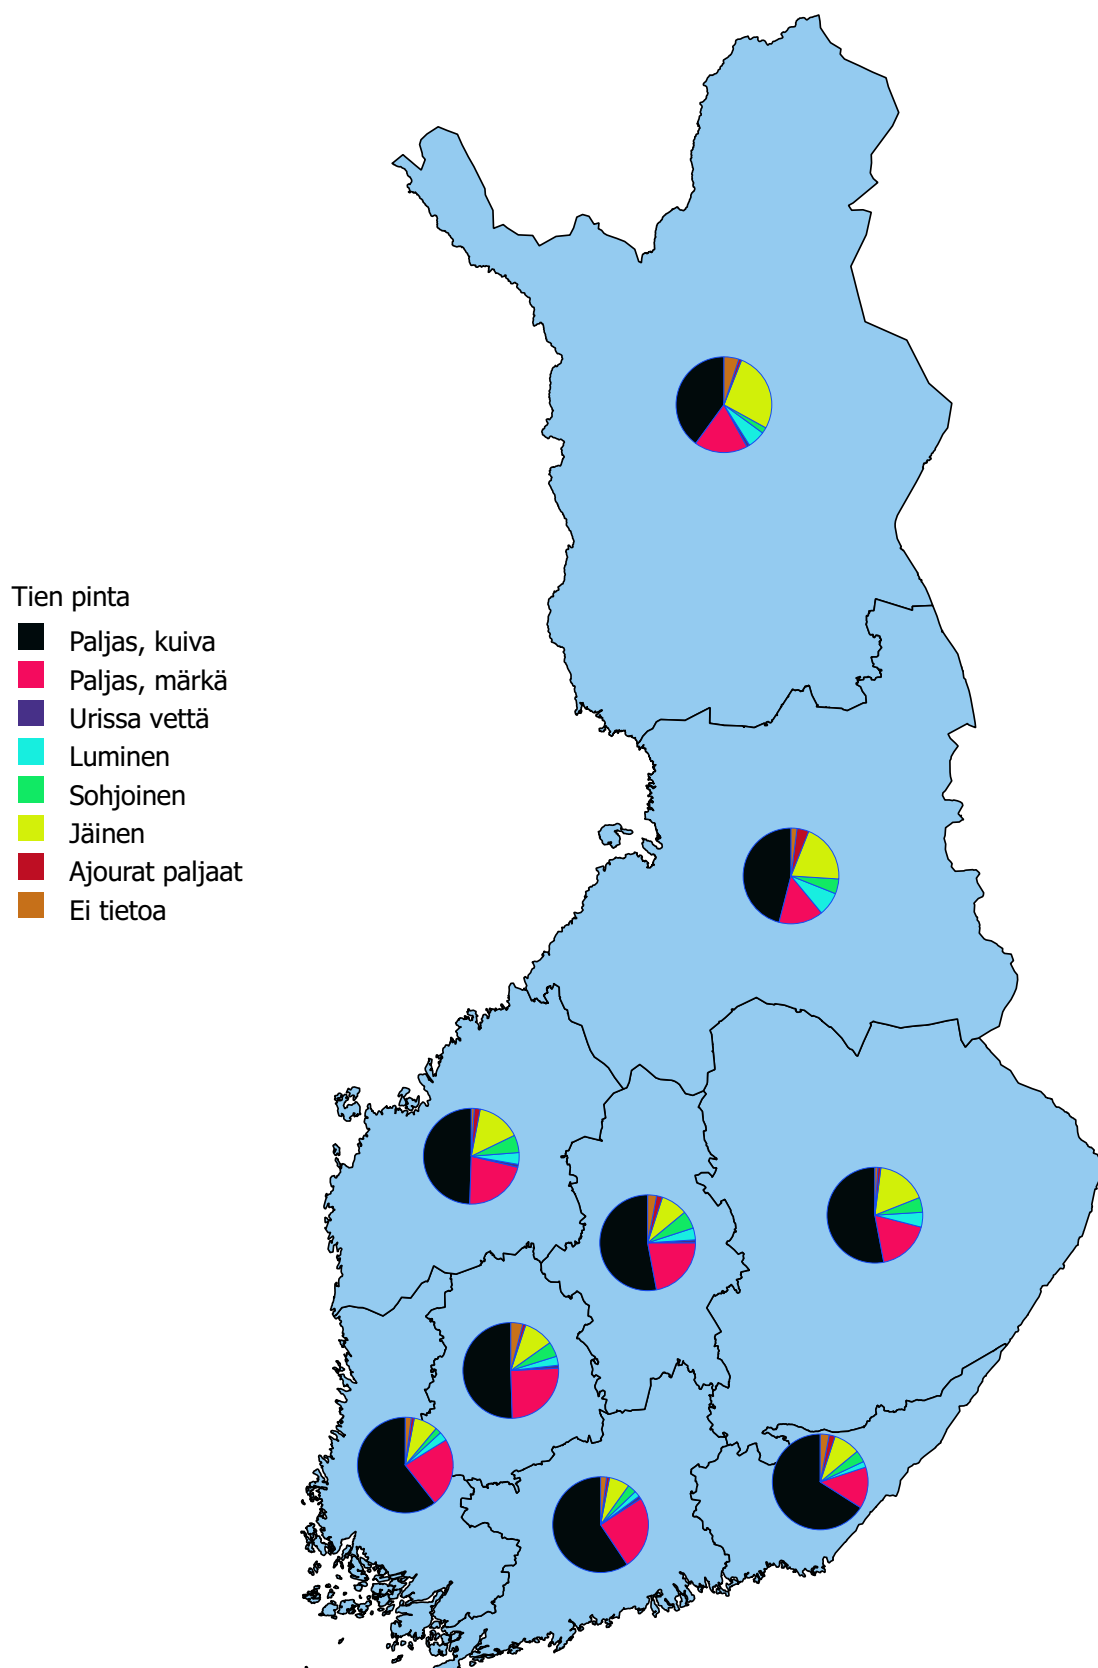 Tien pinta
Paljas, kuiva
Paljas, märkä
Urissa vettä
Luminen
Sohjoinen
Jäinen
Ajourat paljaat
Ei tietoa